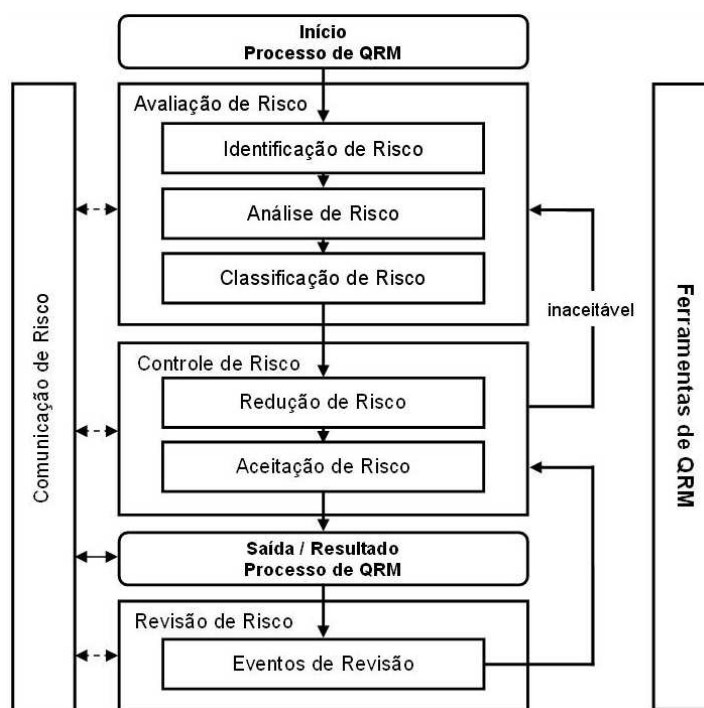 Início
Processo de QRM
Avaliação de Risco
Identificação de Risco
Análise de Risco
Classificação de Risco
inaceitável
Controle de Risco
Redução de Risco
Aceitação de Risco
Saída / Resultado
Processo de QRM
Revisão de Risco
Eventos de Revisão
Comunicação de Risco
Ferramentas de QRM